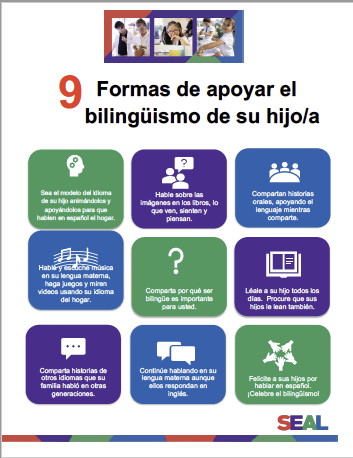 9 Formas de apoyar el
bilingüismo de su hijo/a
Sea el modelo del idioma
de su hijo animándolos y
apoyándolos para que
hablen en español el hogar.
Hable sobre las
imágenes en los libros, lo
que ven, sienten y
piensan.
Compartan historias
orales, apoyando el
lenguaje mientras
comparte.
Hable y escuche música
en su lengua materna,
haga juegos y miren
videos usando su idioma
del hogar.
?
Comparta por qué ser
bilingüe es importante
para usted.
Léale a su hijo todos los
días. Procure que sus
hijos le lean también.
Comparta historias de
otros idiomas que su
familia habló en otras
generaciones.
Continúe hablando en su
lengua materna aunque
ellos respondan en
inglés.
Felicite a sus hijos por
hablar en español.
¡Celebre el bilingüismo!
SEAL